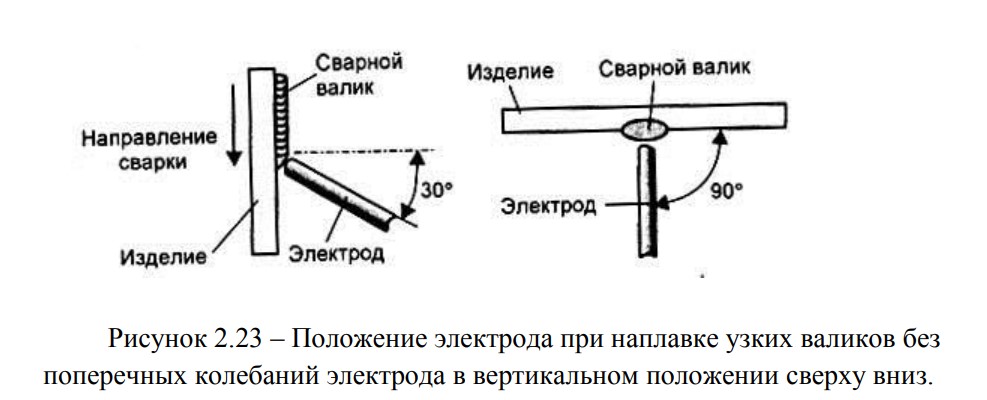 Сварной
валик
Направление
сварки
30°
Изделие
Электрод
Изделие
Сварной валик
Электрод
90°
Рисунок 2.23 – Положение электрода при наплавке узких валиков без
поперечных колебаний электрода в вертикальном положении сверху вниз.